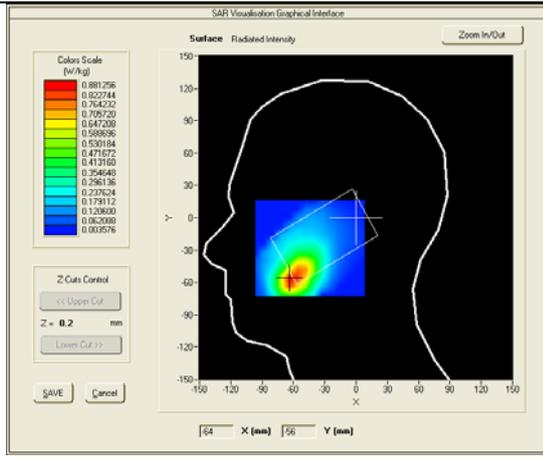 SAR Visualisation Graphical Interface
Surface Radiated Intensity
Zoom In/Out
Colors Scale
(W/kg)
0.881256
0.822744
0.764232
0.705720
0.647208
0.588696
0.530184
0.471672
0.413160
0.354648
0.296136
0.237624
0.179112
0.120600
0.062088
0.003576
Z-Cuts Control
<< Upper Cut
Z = 0.2 mm
Lower Cut >>
SAVE Cancel
150
120
90
60
30
0
-30
-60
-90
-120
-150
Y
-150 -120 -90 -60 -30 0 30 60 90 120 150
X
-64 X (mm) -56 Y (mm)